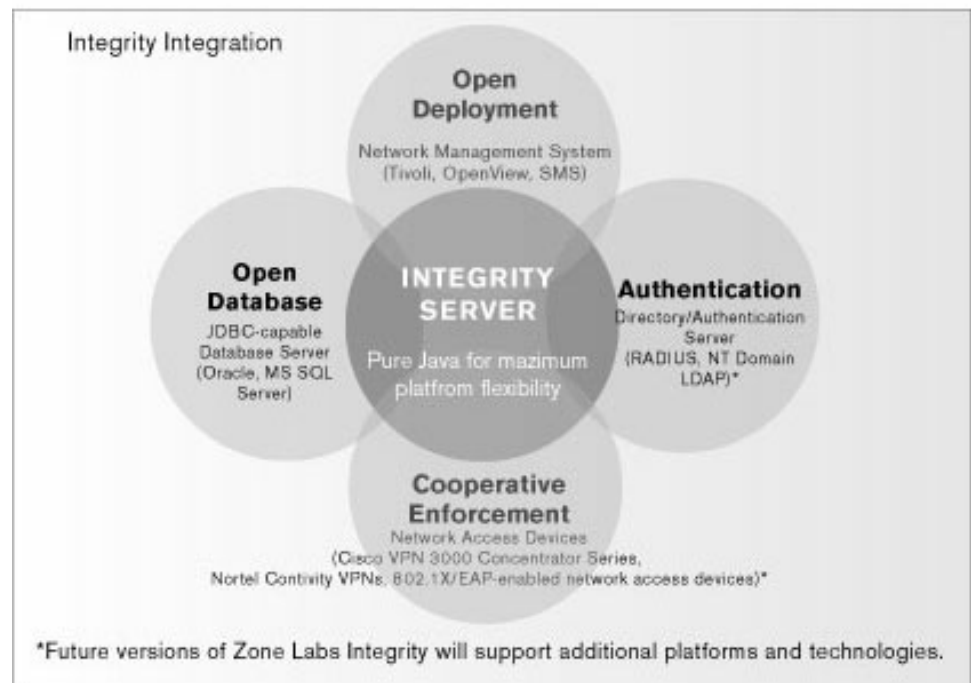 Integrity Integration
Open
Deployment
Network Management System
(Tivoli, OpenView, SMS)
Open
Database
JDBC-capable
Database Server
(Oracle, MS SQL
Server)
INTEGRITY
SERVER
Pure Java for mazimum
platfrom flexibility
Authentication
Directory/Authentication
Server
(RADIUS, NT Domain
LDAP)*
Cooperative
Enforcement
Network Access Devices
(Cisco VPN 3000 Concentrator Series,
Nortel Contivity VPNs, 802.1X/EAP-enabled network access devices)*
*Future versions of Zone Labs Integrity will support additional platforms and technologies.